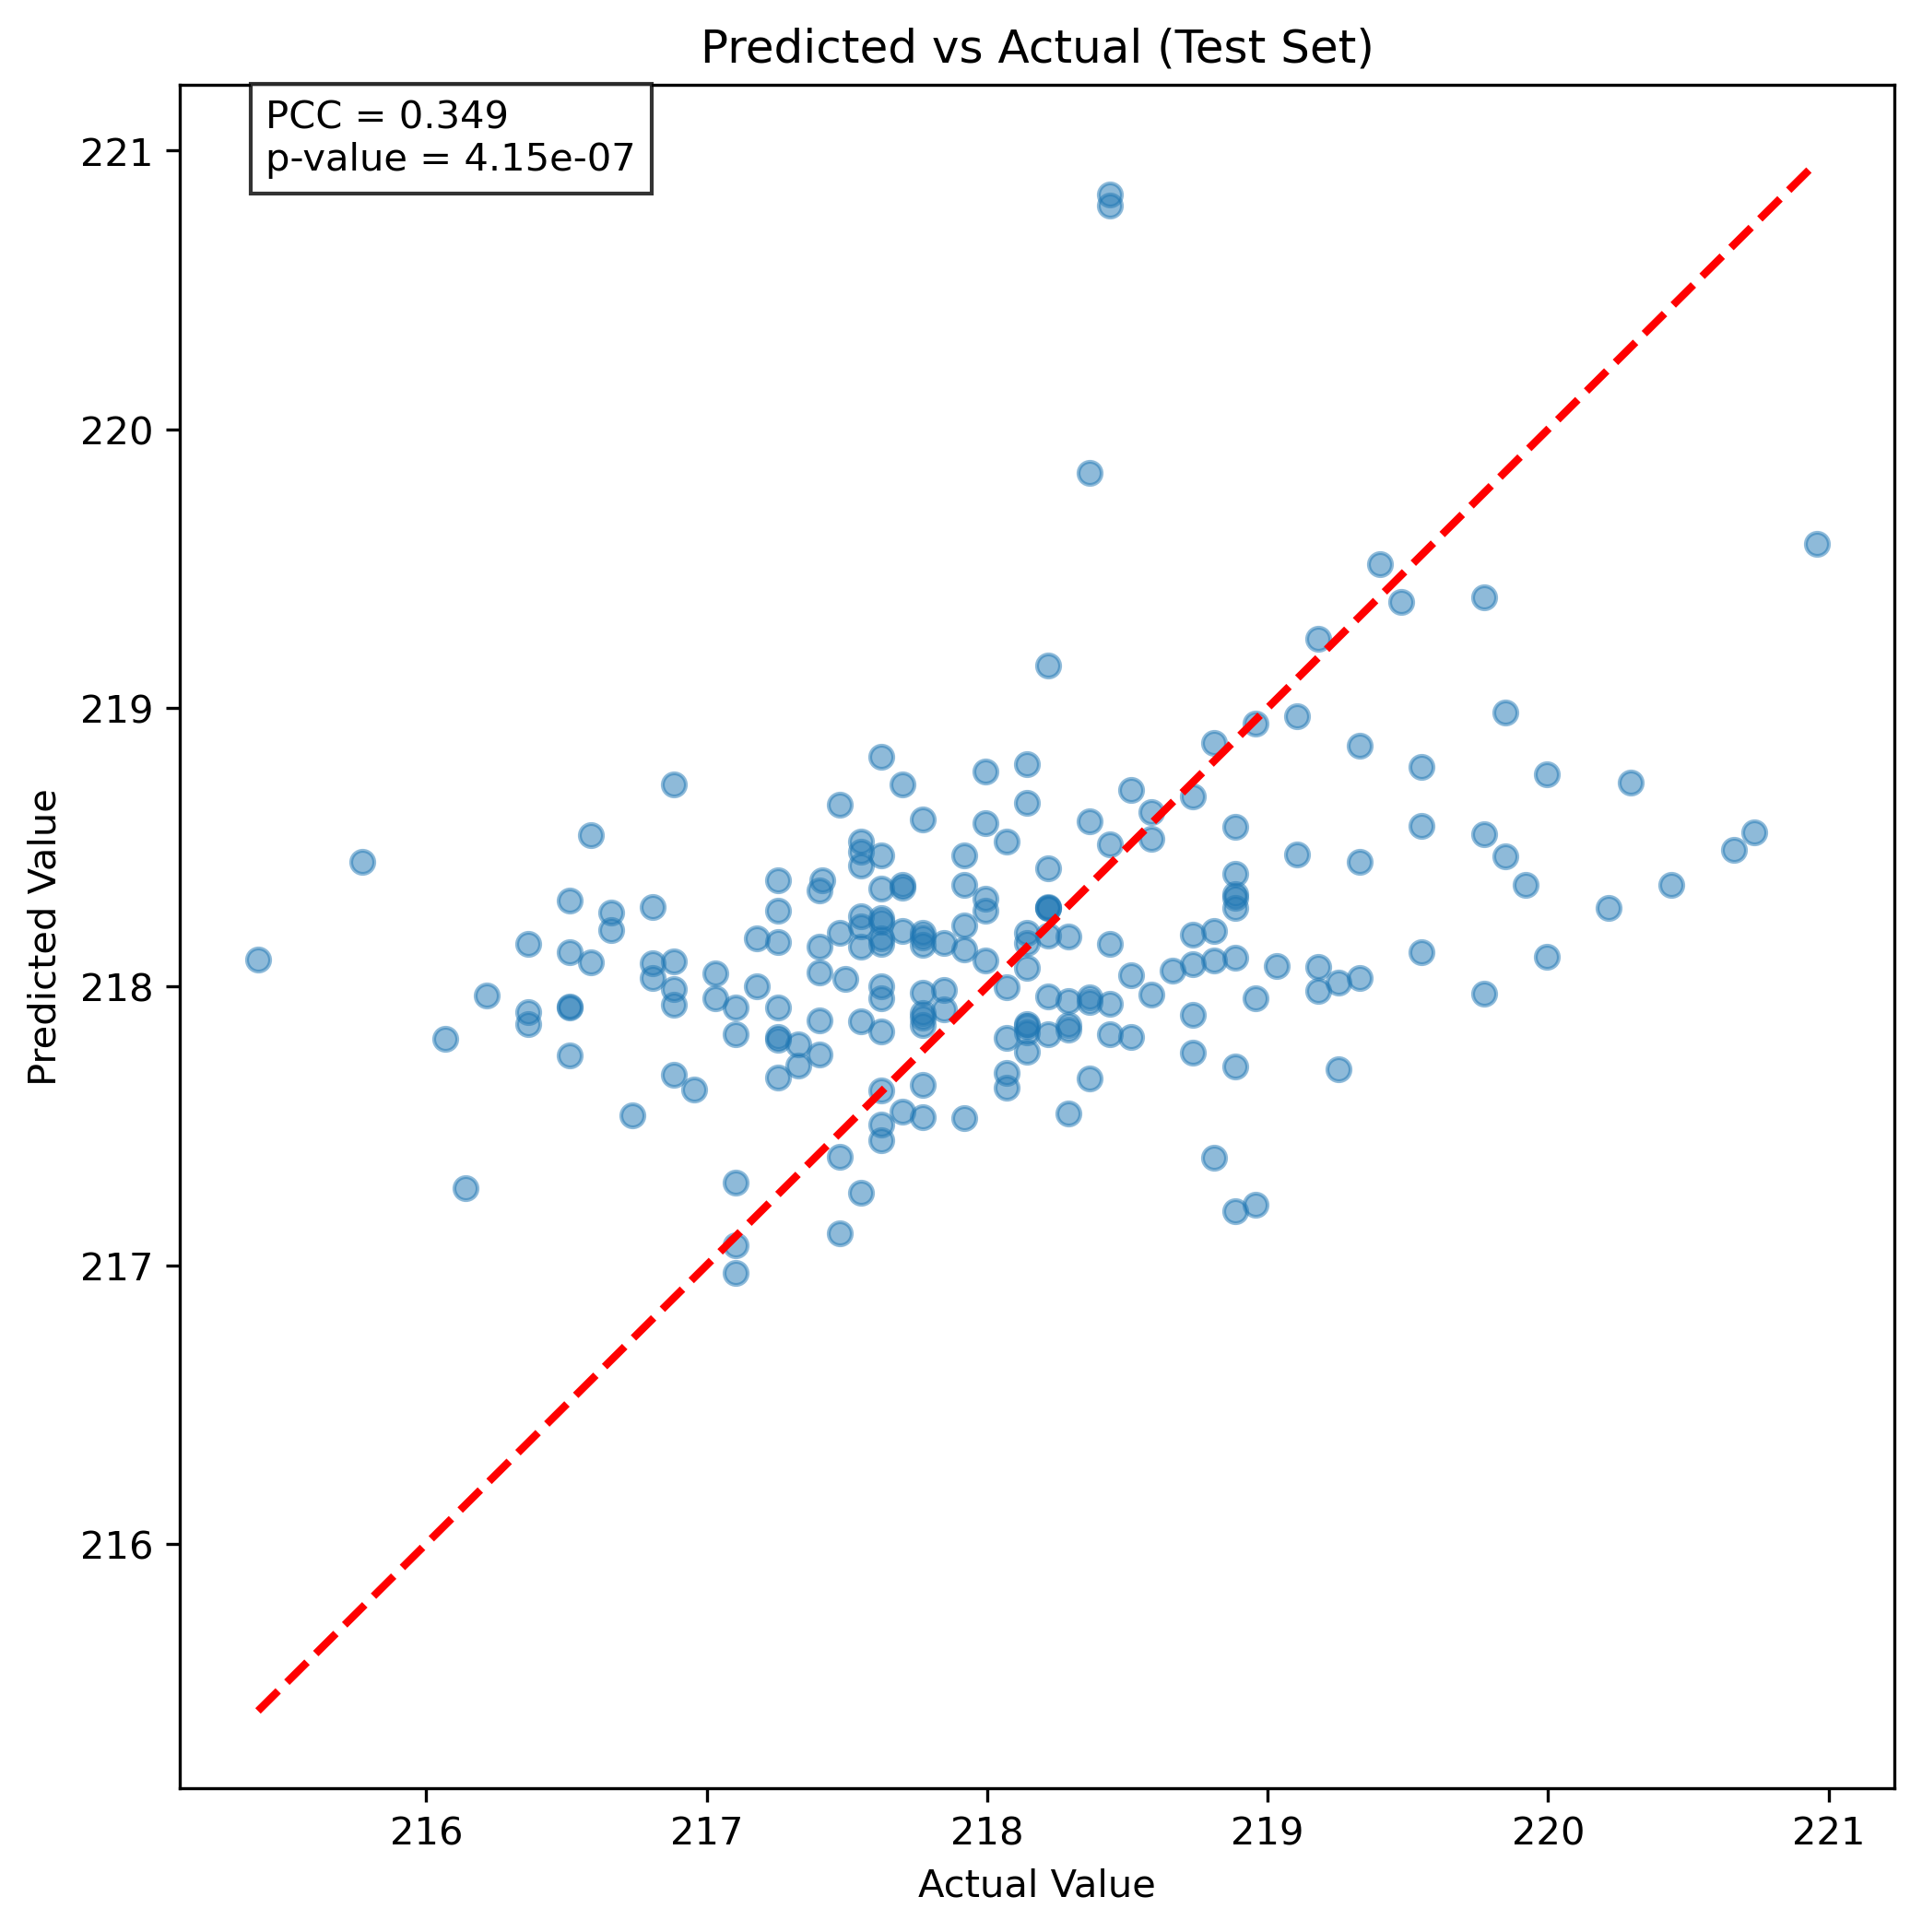 Predicted vs Actual (Test Set)
PCC = 0.349
p-value = 4.15e-07
221
220
219
218
217
216
Predicted Value
216 217 218 219 220 221
Actual Value